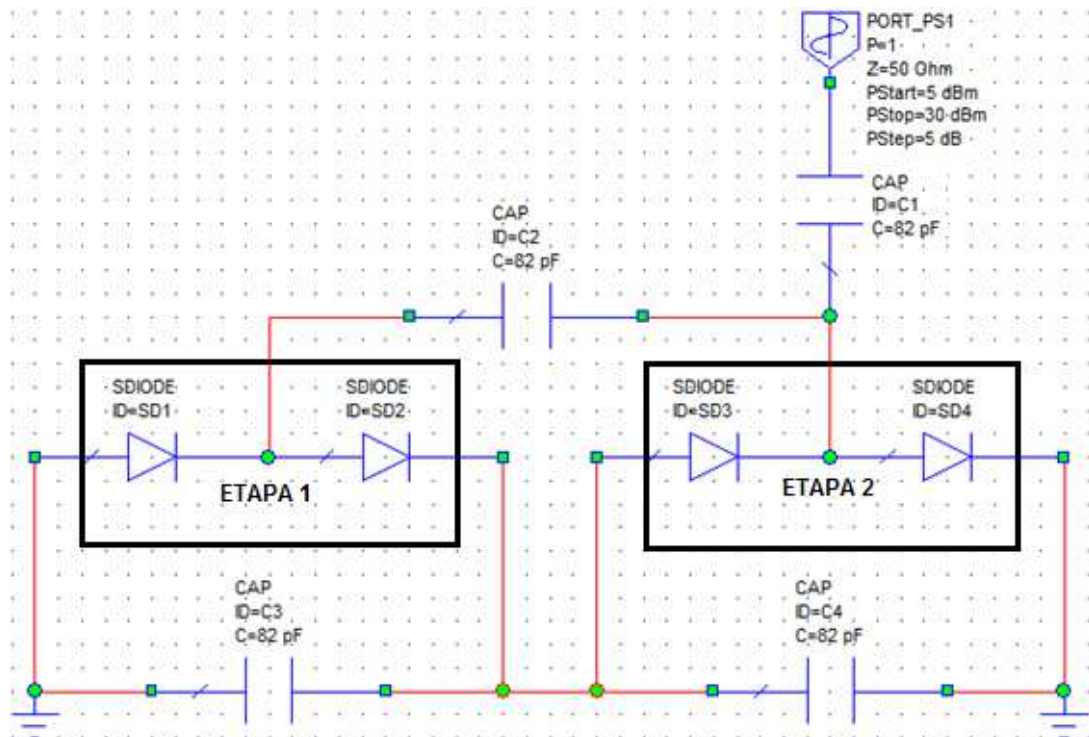 PORT_PS1
P=1
Z=50 Ohm
PStart=5 dBm
PStop=30 dBm
PStep=5 dB
CAP
ID=C1
C=82 pF
CAP
ID=C2
C=82 pF
SDIODE
ID=SD1
SDIODE
ID=SD2
ETAPA 1
SDIODE
ID=SD3
SDIODE
ID=SD4
ETAPA 2
CAP
ID=C3
C=82 pF
CAP
ID=C4
C=82 pF